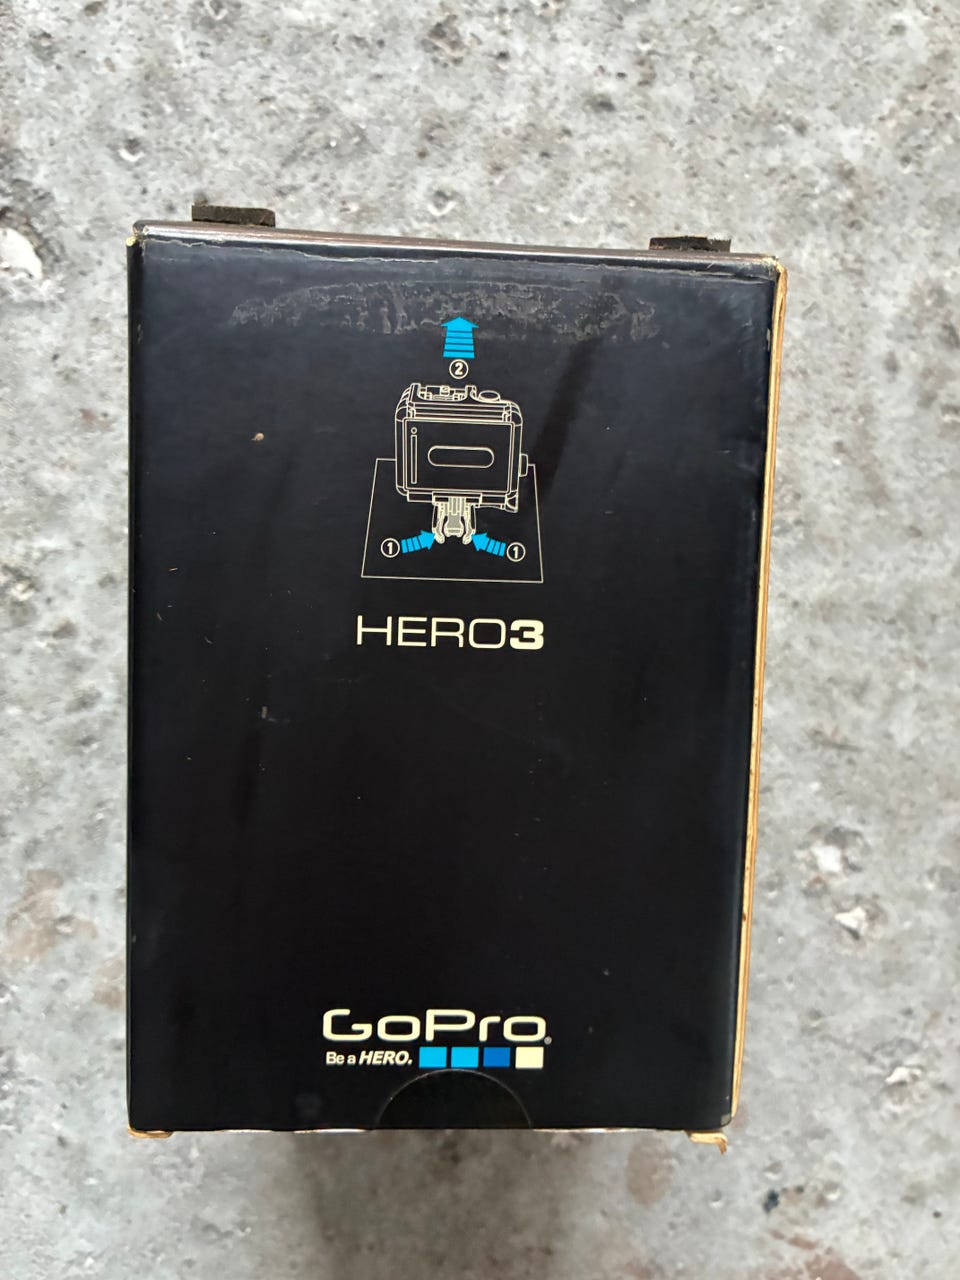 ②
① ①
HERO3
GoPro®
Be a HERO.